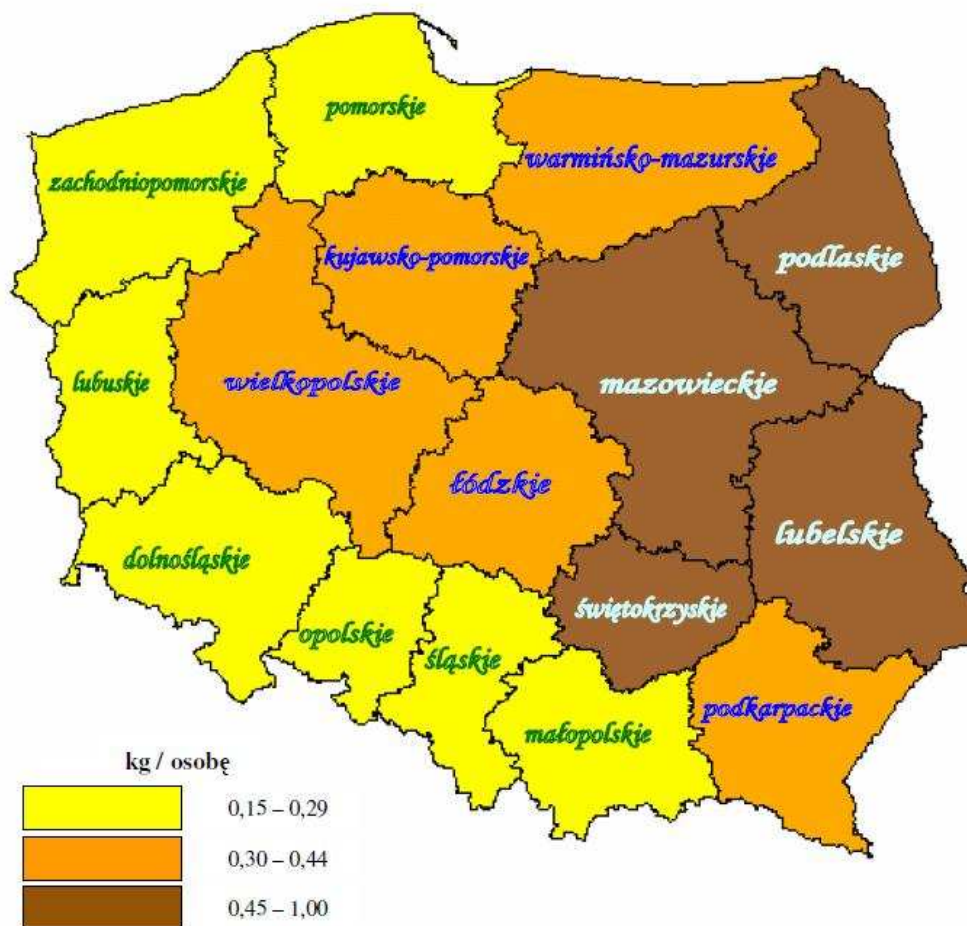 pomorskie
warmińsko-mazurskie
zachodniopomorskie
kujawsko-pomorskie
podlaskie
lubuskie
wielkopolskie
mazowieckie
łódzkie
lubelskie
dolnośląskie
świętokrzyskie
opolskie
śląskie
podkarpackie
małopolskie
kg / osobę
0,15 – 0,29
0,30 – 0,44
0,45 – 1,00